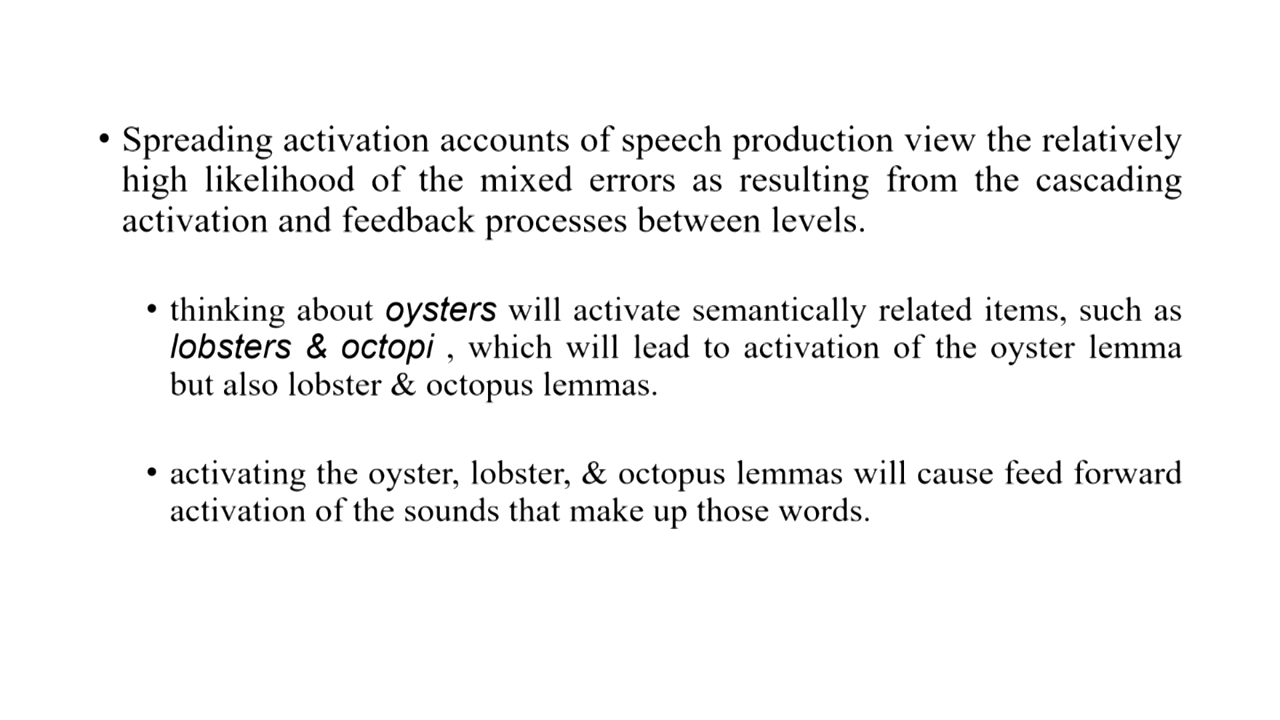 • Spreading activation accounts of speech production view the relatively
high likelihood of the mixed errors as resulting from the cascading
activation and feedback processes between levels.
• thinking about oysters will activate semantically related items, such as
lobsters & octopi , which will lead to activation of the oyster lemma
but also lobster & octopus lemmas.
• activating the oyster, lobster, & octopus lemmas will cause feed forward
activation of the sounds that make up those words.